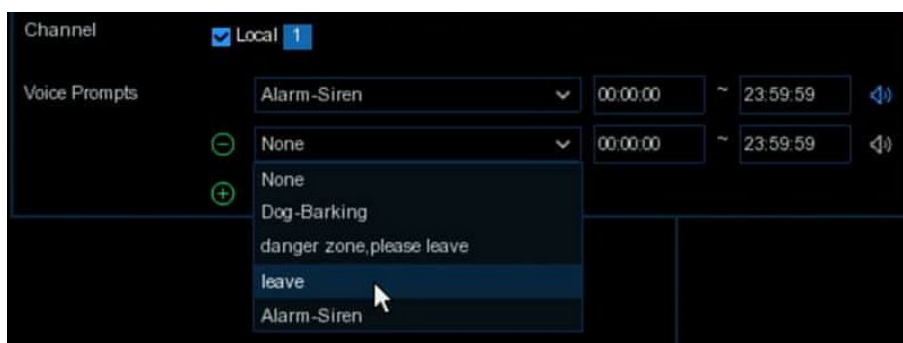 Channel Local 1
Voice Prompts Alarm-Siren 00:00:00 ~ 23:59:59
None 00:00:00 ~ 23:59:59
None
Dog-Barking
danger zone,please leave
leave
Alarm-Siren